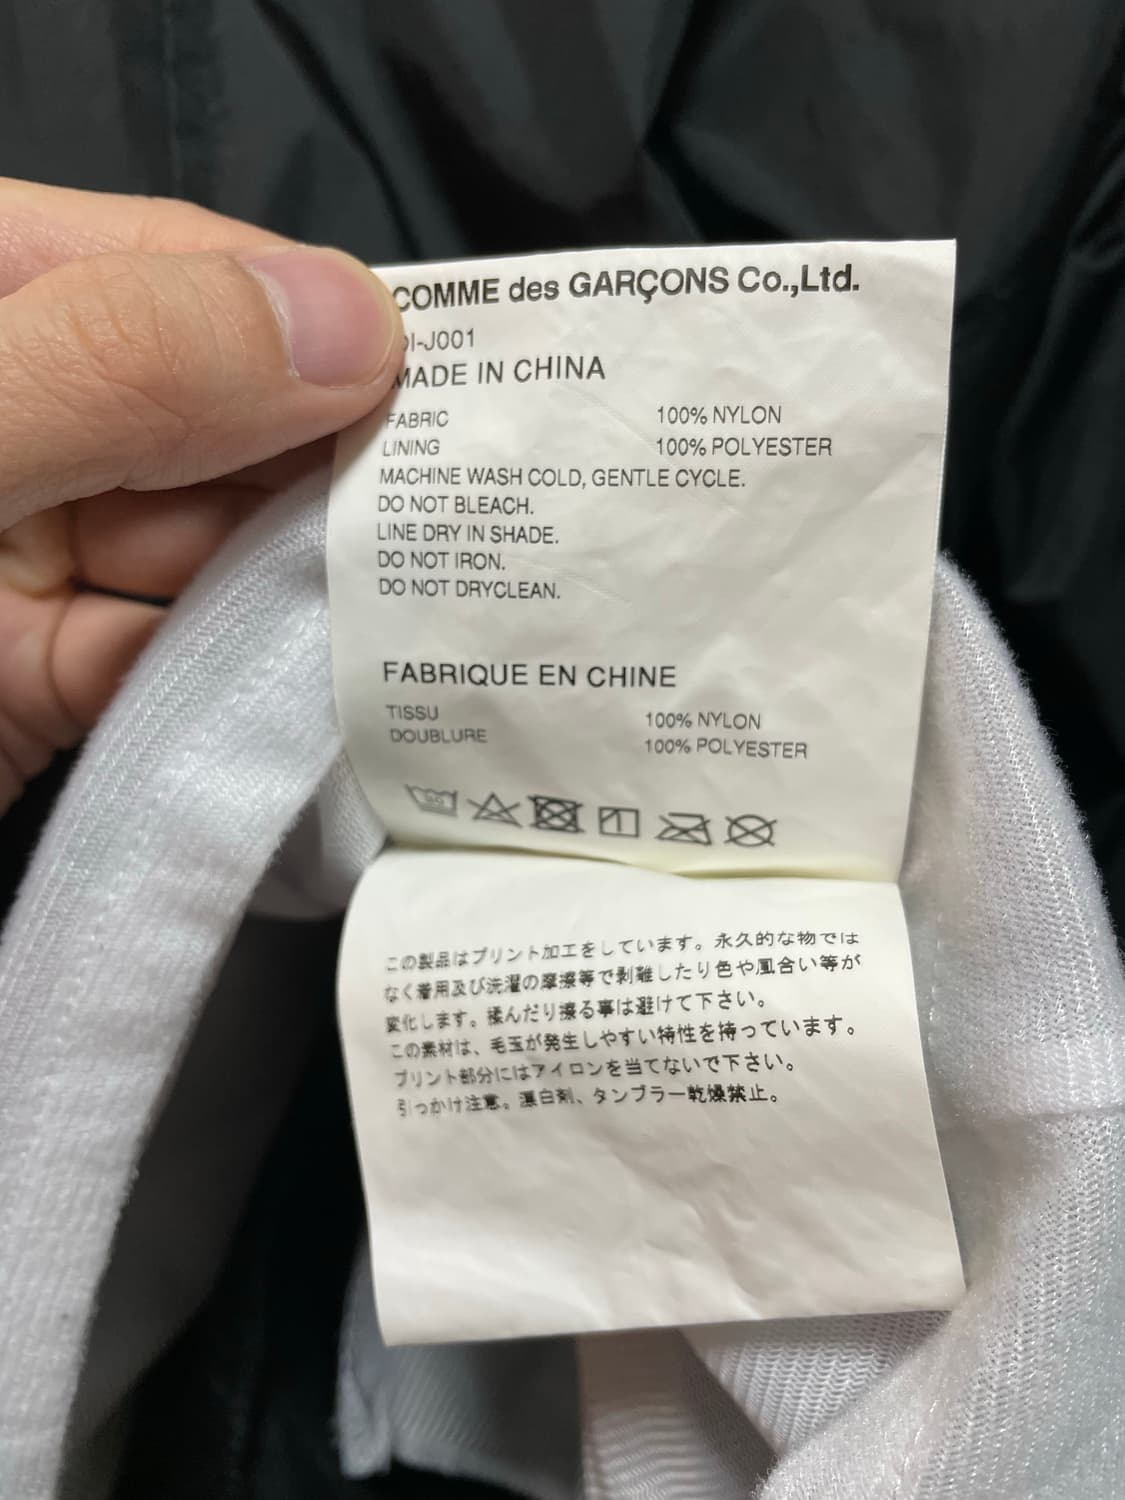 COMME des GARÇONS Co.,Ltd.
I-J001
MADE IN CHINA
FABRIC 100% NYLON
LINING 100% POLYESTER
MACHINE WASH COLD, GENTLE CYCLE.
DO NOT BLEACH.
LINE DRY IN SHADE.
DO NOT IRON.
DO NOT DRYCLEAN.
FABRIQUE EN CHINE
TISSU 100% NYLON
DOUBLURE 100% POLYESTER
この製品はプリント加工をしています。永久的な物では
なく着用及び洗濯の摩擦等で剥離したり色や風合い等が
変化します。揉んだり擦る事は避けて下さい。
この素材は、毛玉が発生しやすい特性を持っています。
プリント部分にはアイロンを当てないで下さい。
引っかけ注意。漂白剤、タンブラー乾燥禁止。